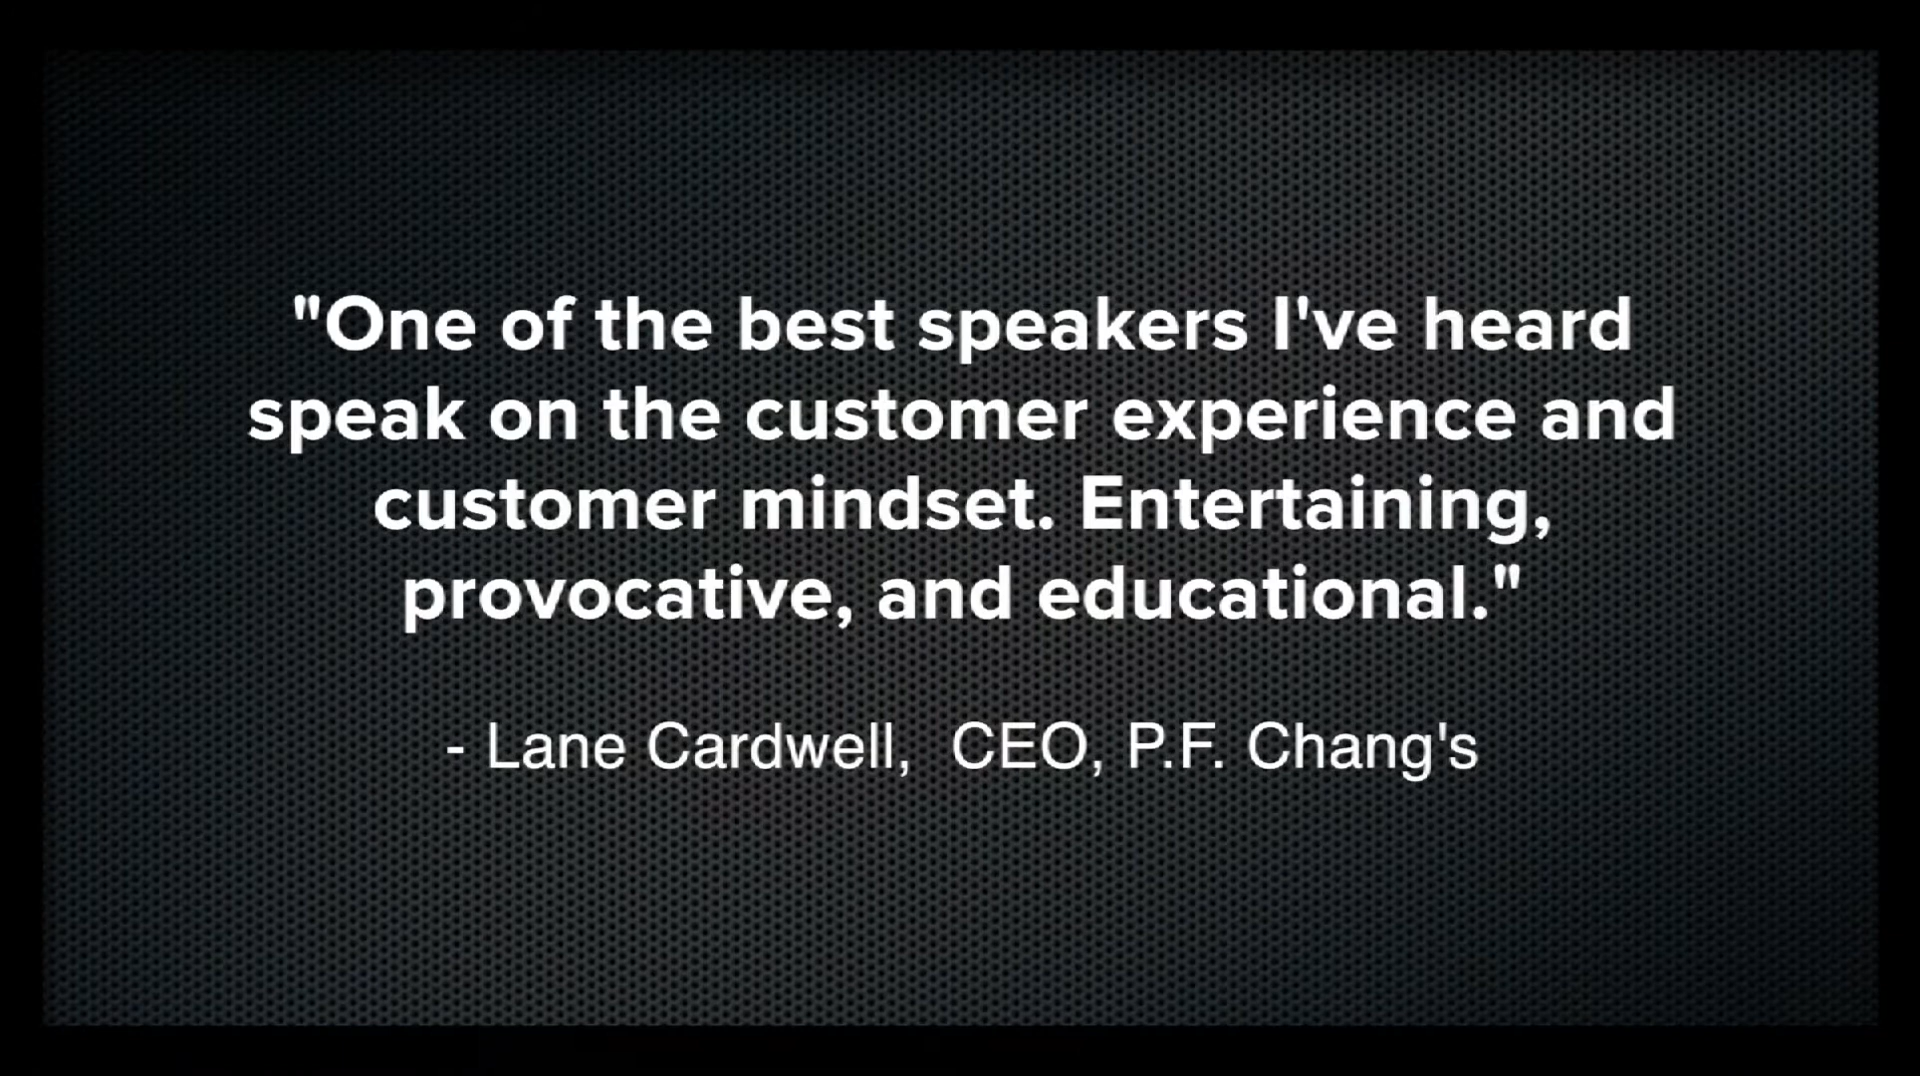 "One of the best speakers I've heard
speak on the customer experience and
customer mindset. Entertaining,
provocative, and educational."
- Lane Cardwell,  CEO, P.F. Chang's